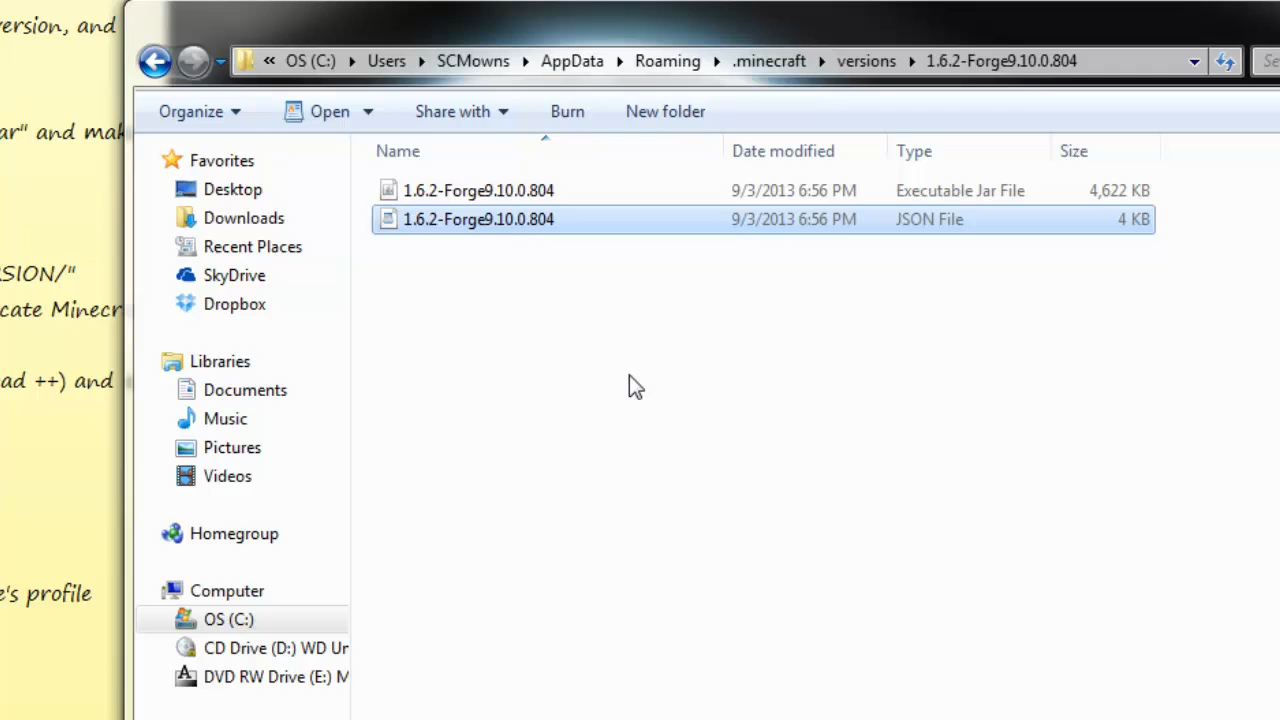 ersion, and
« OS (C:) Users SCMowns AppData Roaming .minecraft versions 1.6.2-Forge9.10.0.804 Se
Organize Open Share with Burn New folder
ar" and mak
Name Date modified Type Size
Favorites
1.6.2-Forge9.10.0.804 9/3/2013 6:56 PM Executable Jar File 4,622 KB
Desktop
1.6.2-Forge9.10.0.804 9/3/2013 6:56 PM JSON File 4 KB
Downloads
Recent Places
RSION/"
SkyDrive
Dropbox
cate Minecr
Libraries
ad ++) and
Documents
Music
Pictures
Videos
Homegroup
Computer
e's profile
OS (C:)
CD Drive (D:) WD Un
DVD RW Drive (E:) M